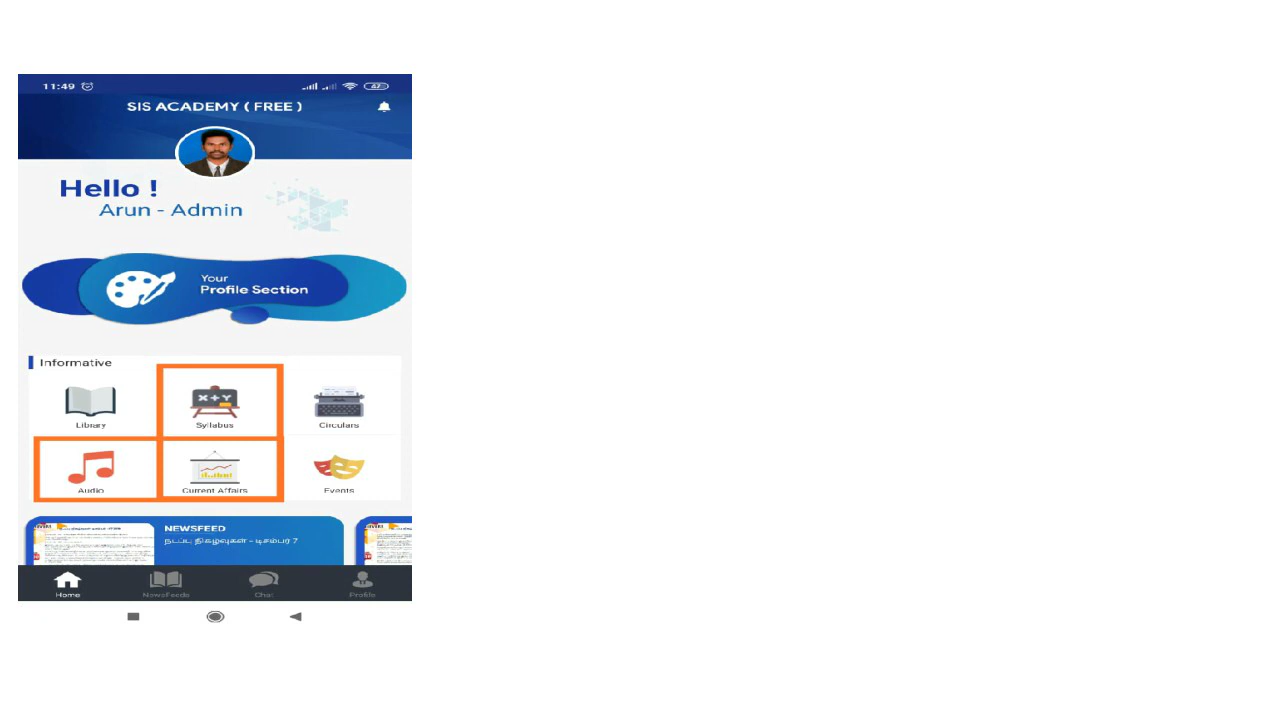 11:49
47
SIS ACADEMY ( FREE )
Hello !
Arun - Admin
Your
Profile Section
Informative
X+Y
Library
Syllabus
Circulars
Audio
Current Affairs
Events
NEWSFEED
நடப்பு நிகழ்வுகள் - டிசம்பர் 7
Home
NewsFeeds
Chat
Profile